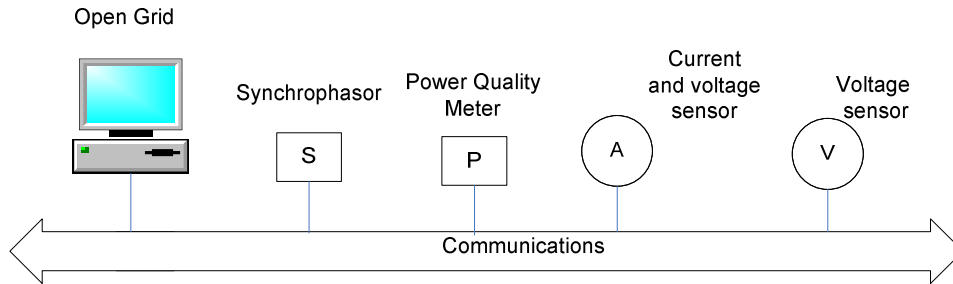 Open Grid
Synchrophasor
Power Quality
Meter
Current
and voltage
sensor
Voltage
sensor
S
P
A
V
Communications